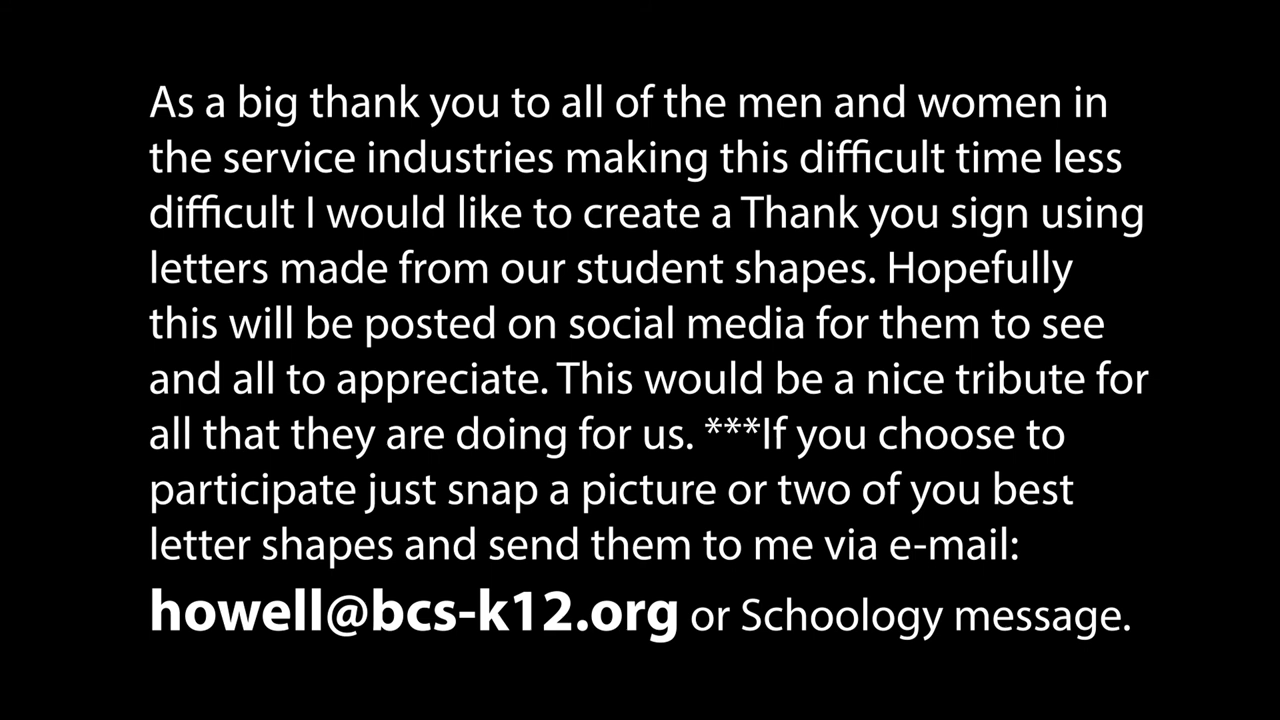 As a big thank you to all of the men and women in
the service industries making this difficult time less
difficult I would like to create a Thank you sign using
letters made from our student shapes. Hopefully
this will be posted on social media for them to see
and all to appreciate. This would be a nice tribute for
all that they are doing for us. ***If you choose to
participate just snap a picture or two of you best
letter shapes and send them to me via e-mail:
howell@bcs-k12.org or Schoology message.